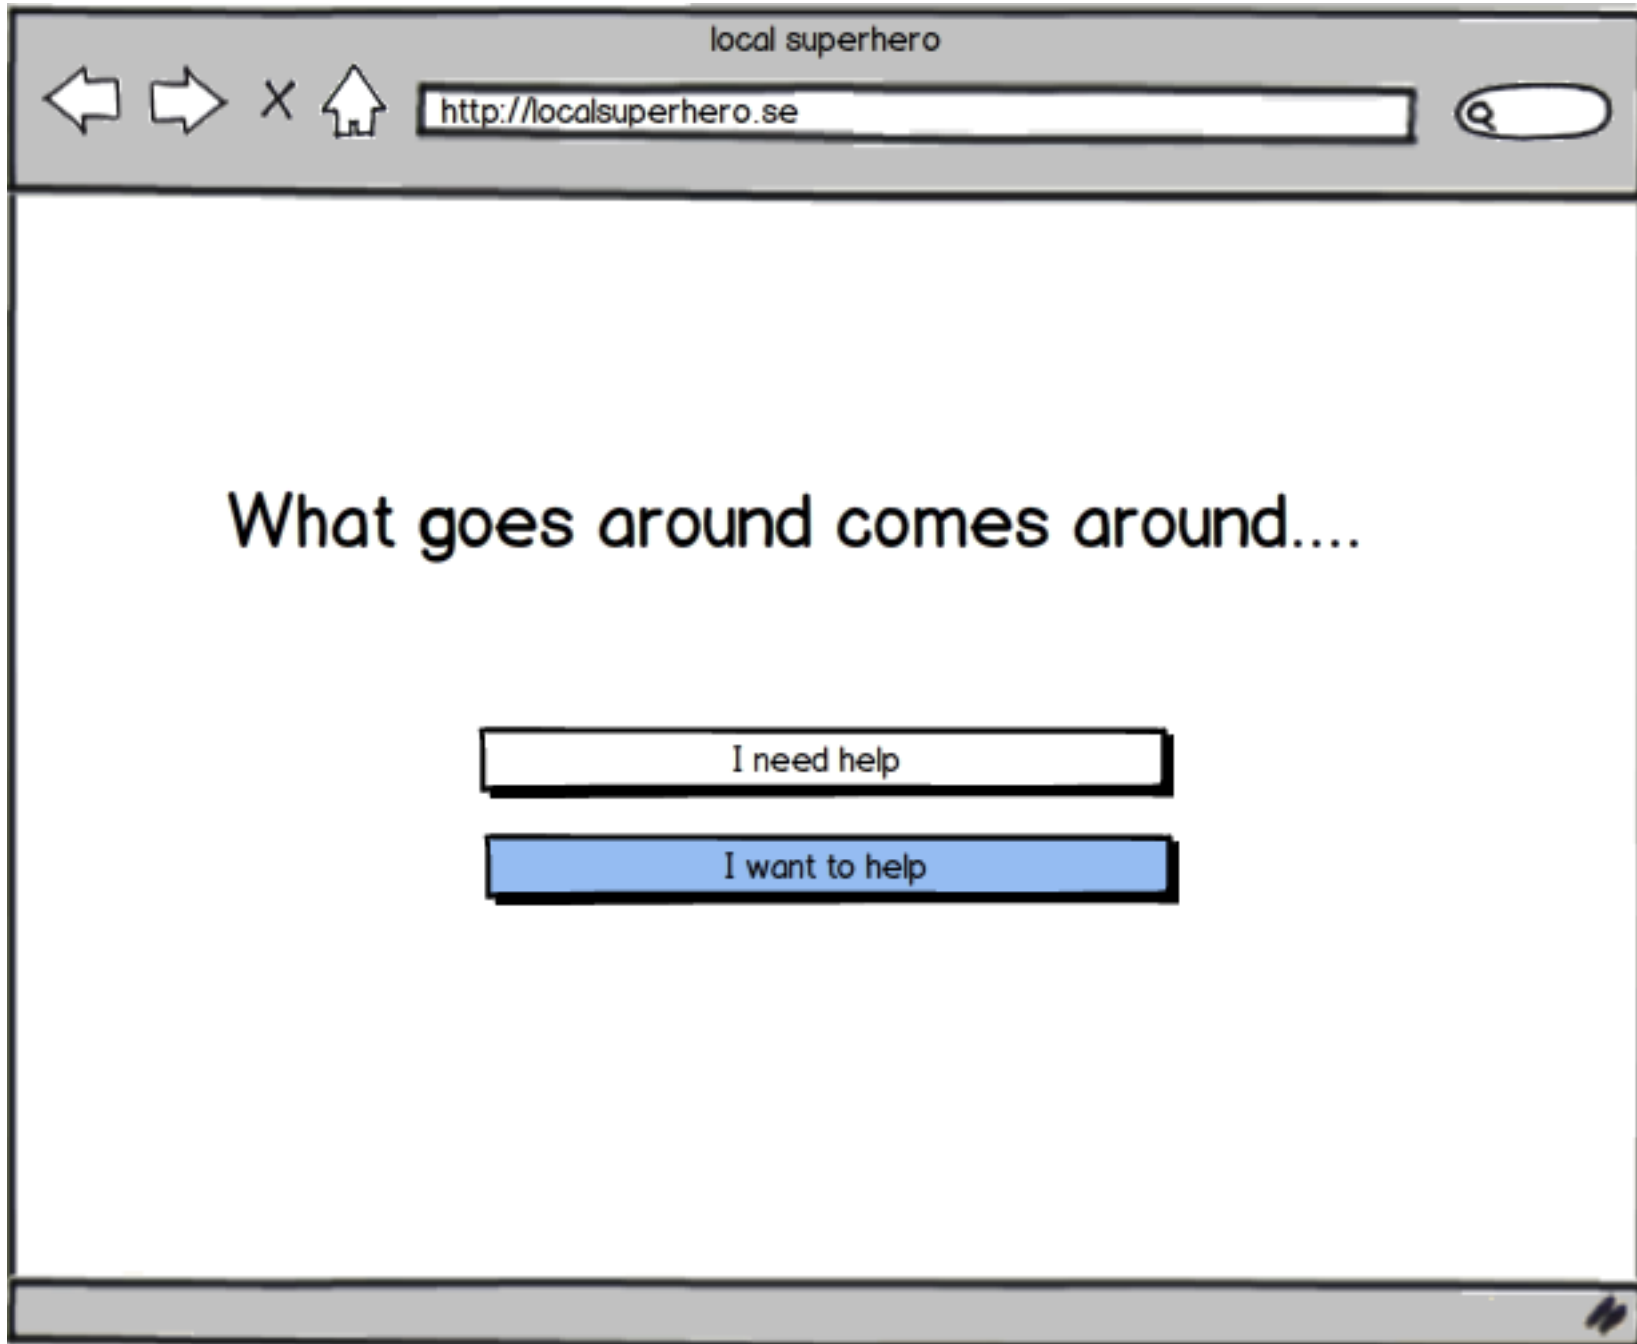 local superhero
http://localsuperhero.se
What goes around comes around....
I need help
I want to help